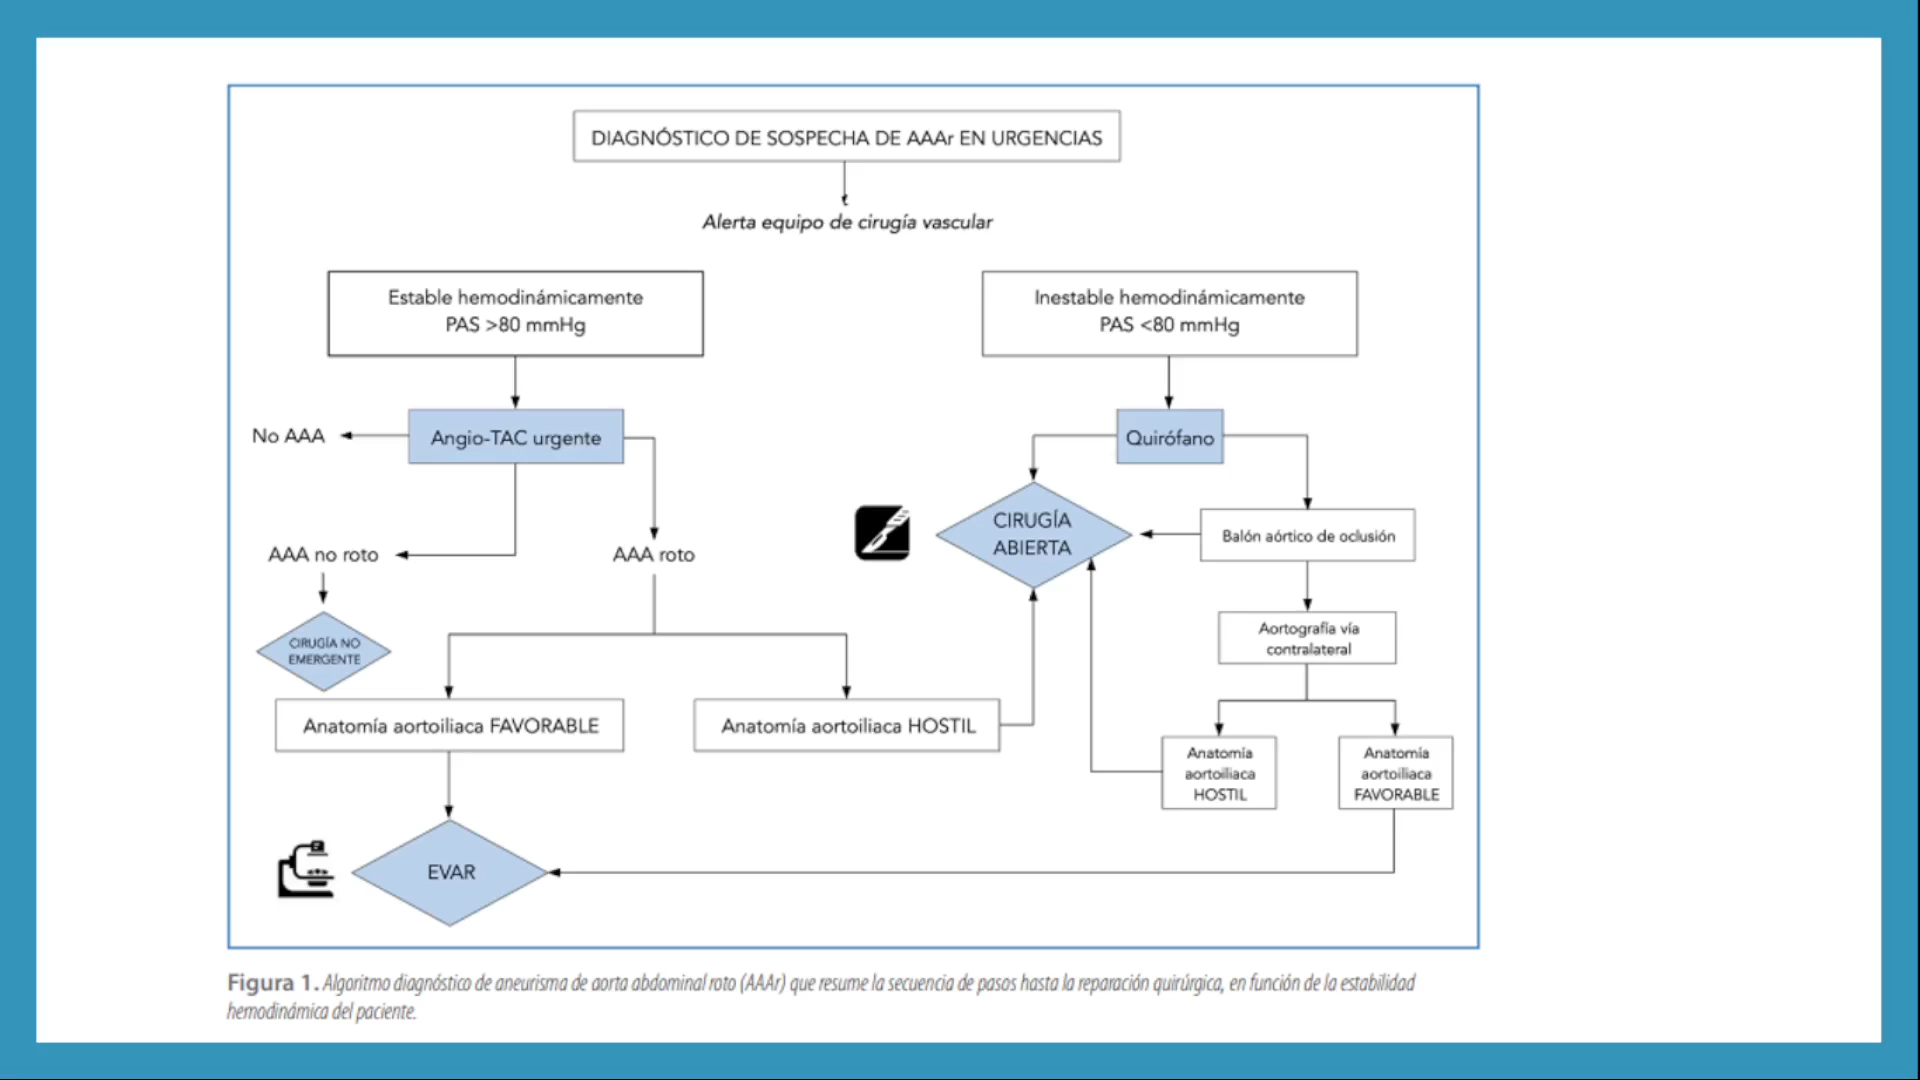 DIAGNÓSTICO DE SOSPECHA DE AAAr EN URGENCIAS
Alerta equipo de cirugía vascular
Estable hemodinámicamente
PAS >80 mmHg
Inestable hemodinámicamente
PAS <80 mmHg
No AAA
Angio-TAC urgente
Quirófano
AAA no roto
AAA roto
CIRUGÍA
ABIERTA
Balón aórtico de oclusión
CIRUGÍA NO
EMERGENTE
Aortografía vía
contralateral
Anatomía aortoiliaca FAVORABLE
Anatomía aortoiliaca HOSTIL
Anatomía
aortoiliaca
HOSTIL
Anatomía
aortoiliaca
FAVORABLE
EVAR
Figura 1. Algoritmo diagnóstico de aneurisma de aorta abdominal roto (AAAr) que resume la secuencia de pasos hasta la reparación quirúrgica, en función de la estabilidad
hemodinámica del paciente.